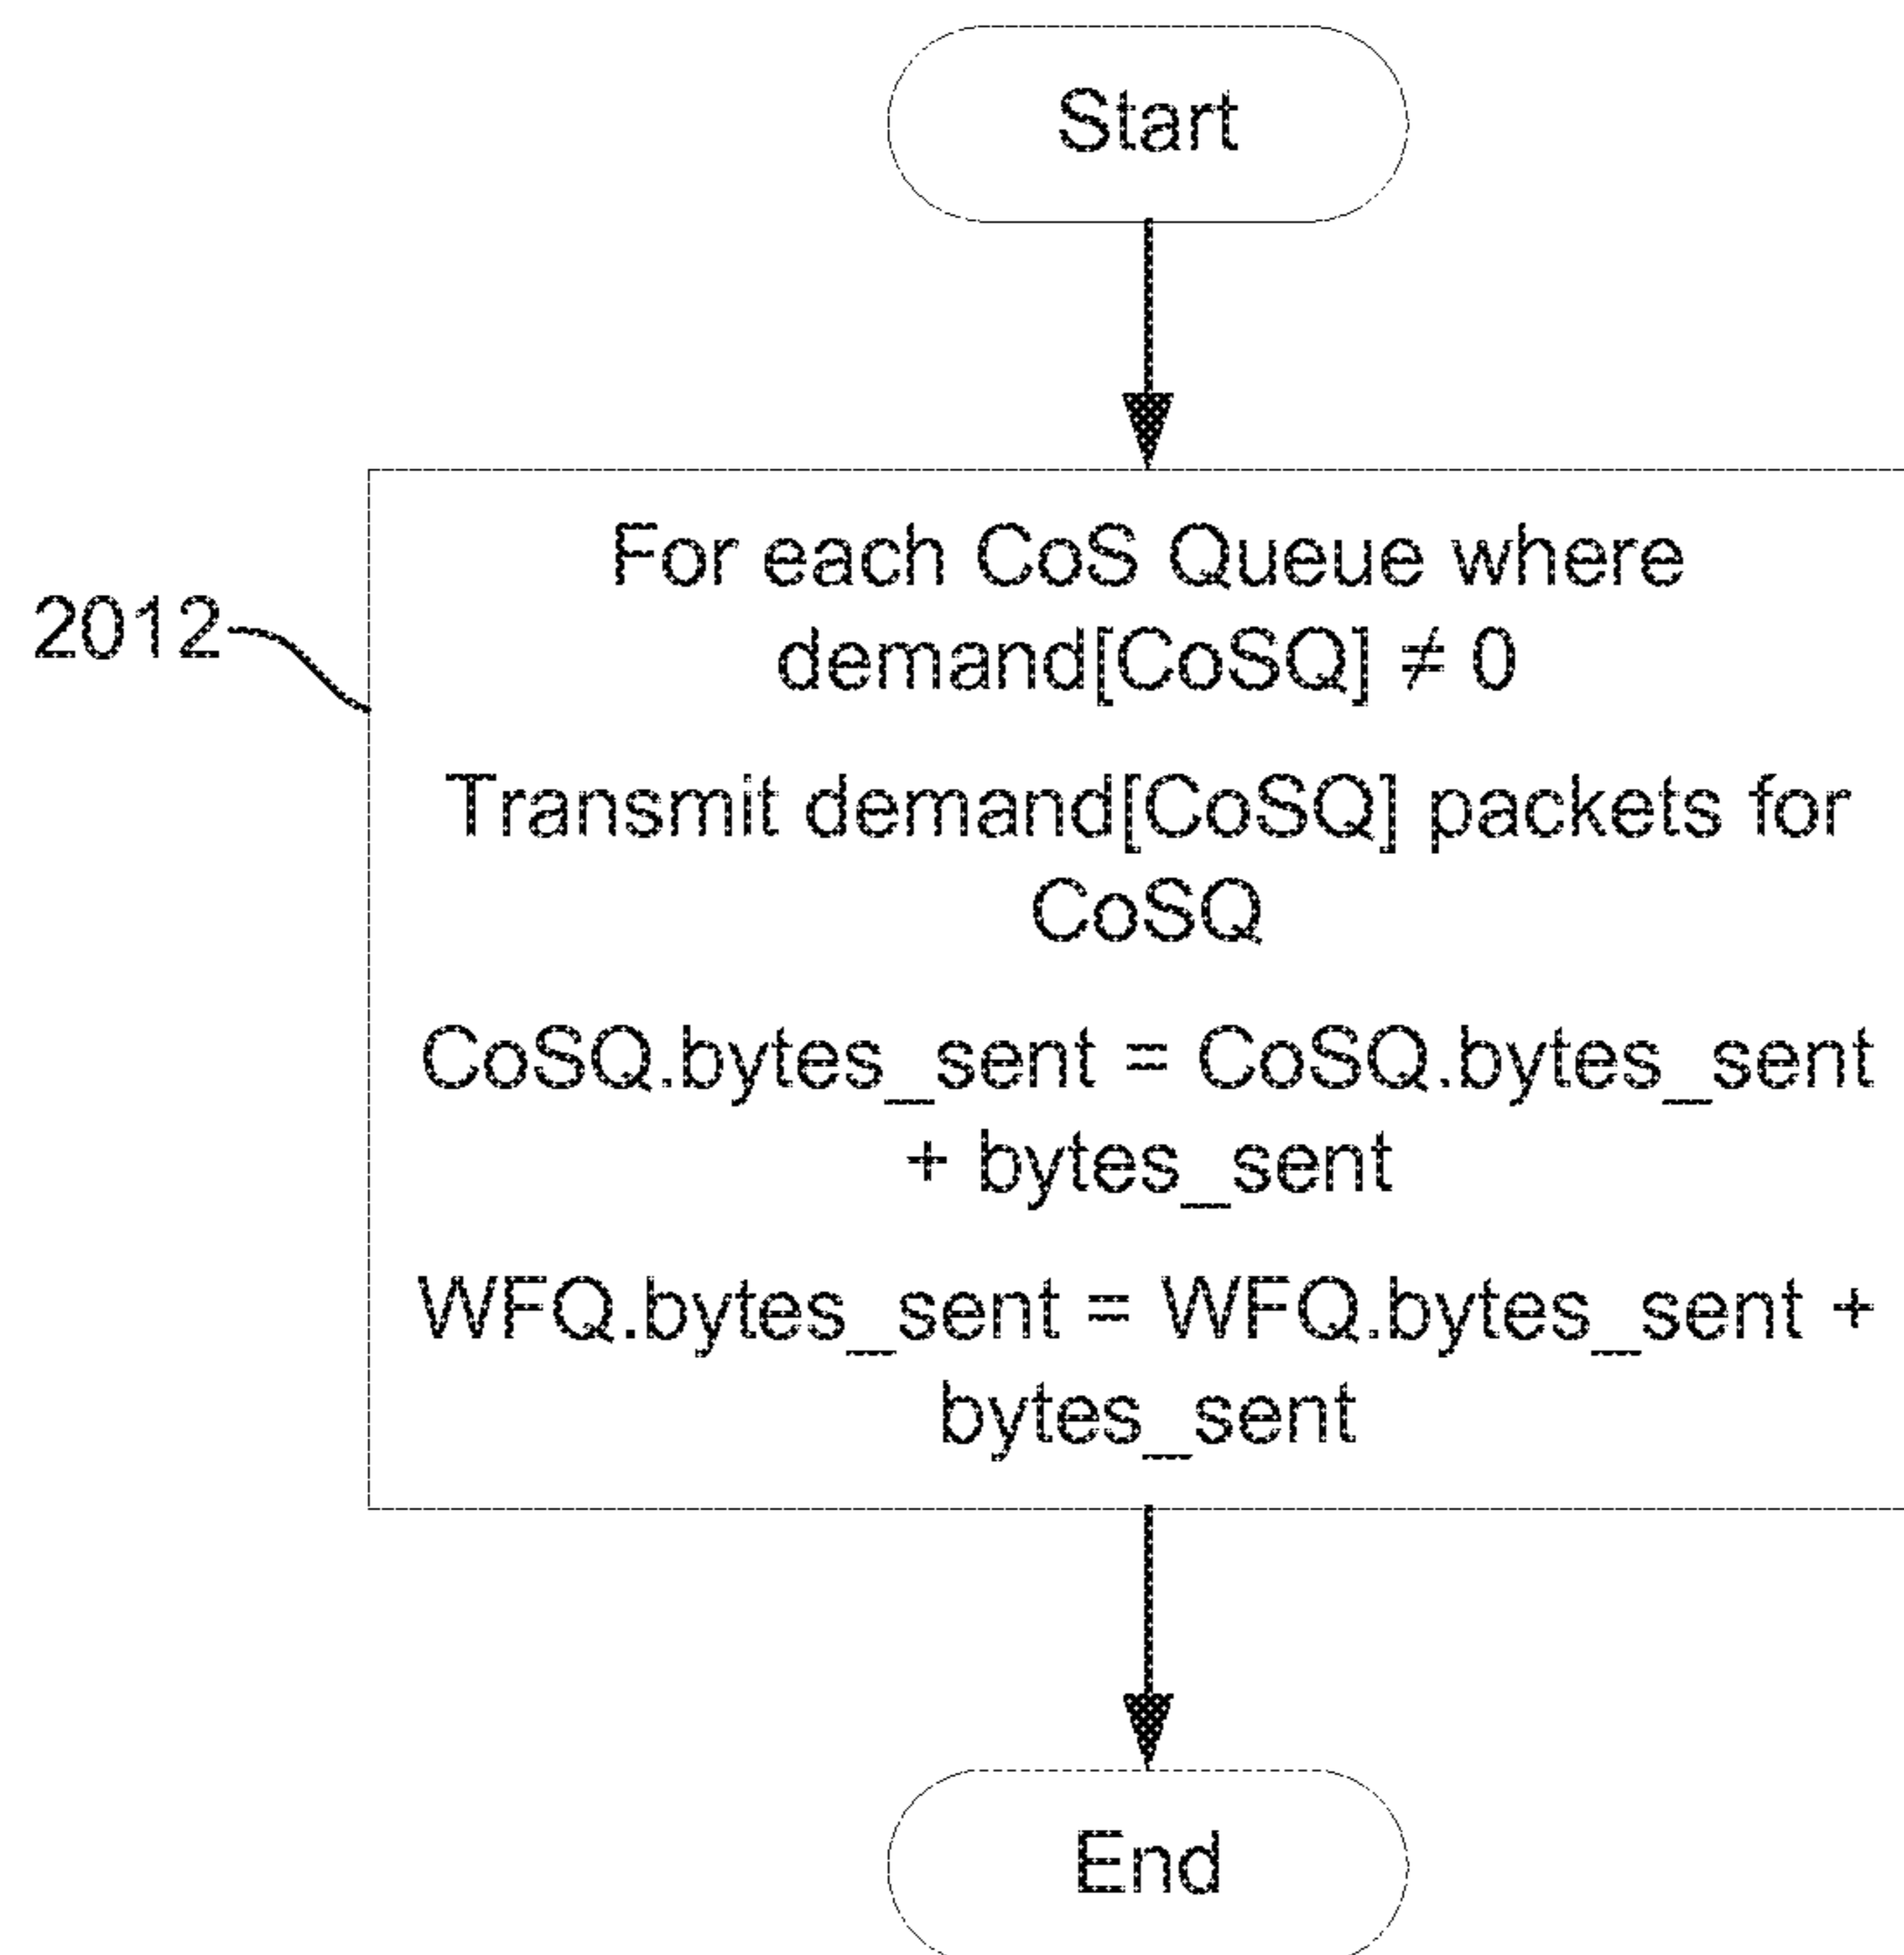 Start
For each CoS Queue where
demand[CoSQ] ≠ 0
2012
Transmit demand[CoSQ] packets for
CoSQ
CoSQ.bytes_sent = CoSQ.bytes_sent
+ bytes_sent
WFQ.bytes_sent = WFQ.bytes_sent +
bytes_sent
End